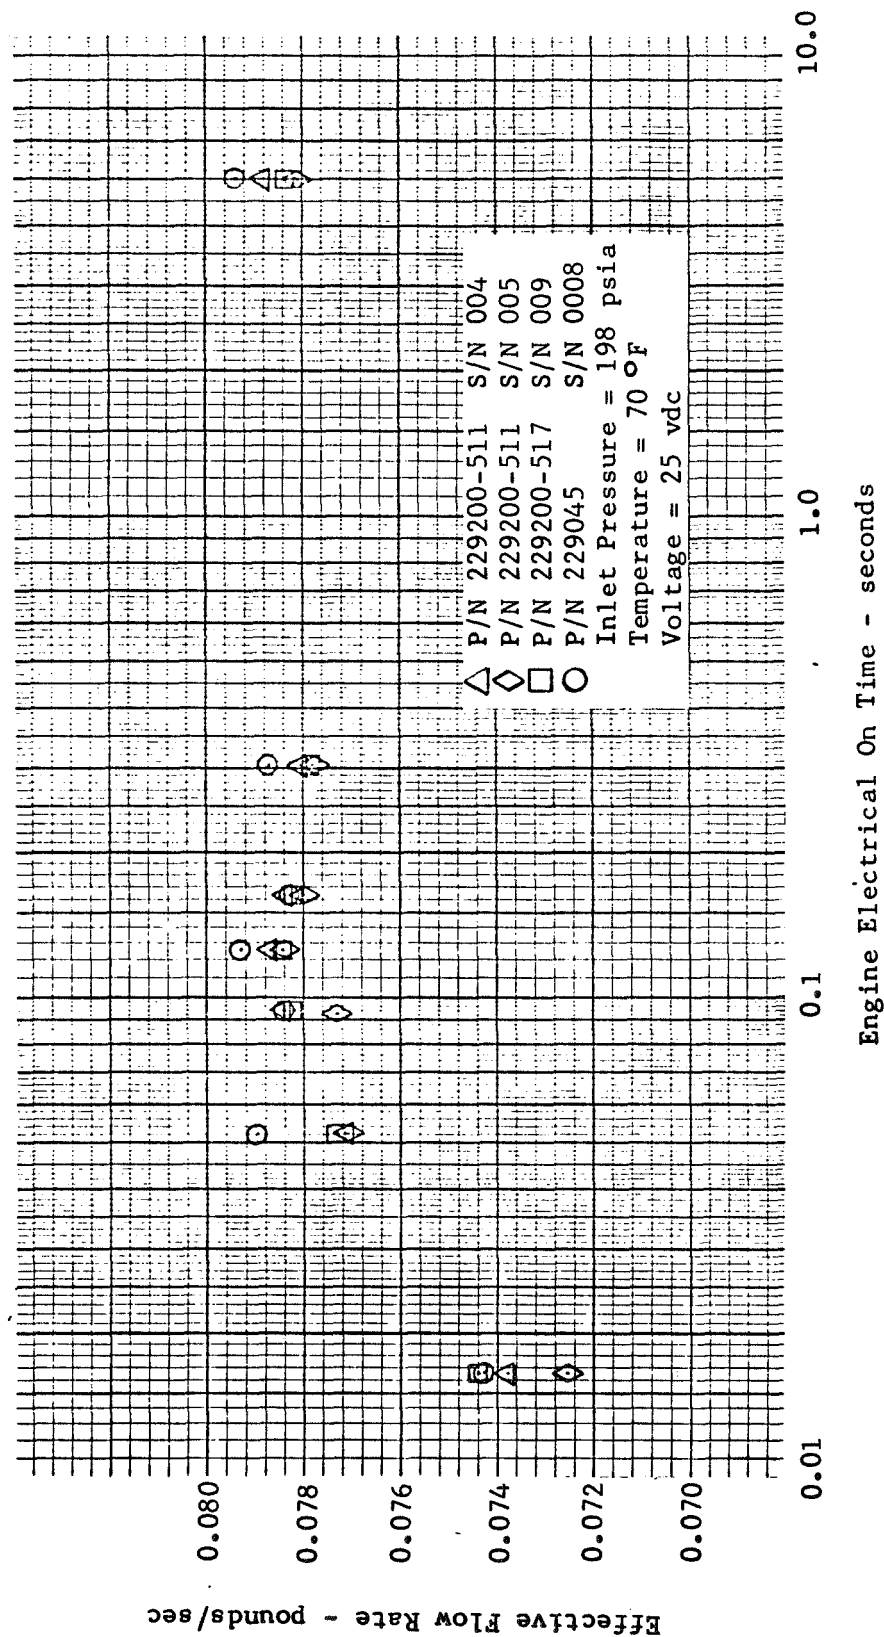 Effective Flow Rate - pounds/sec
0.080
0.078
0.076
0.074
0.072
0.070
P/N 229200-511 S/N 004
P/N 229200-511 S/N 005
P/N 229200-517 S/N 009
P/N 229045 S/N 0008
Inlet Pressure = 198 psia
Temperature = 70 °F
Voltage = 25 vdc
0.01
0.1
1.0
10.0
Engine Electrical On Time - seconds